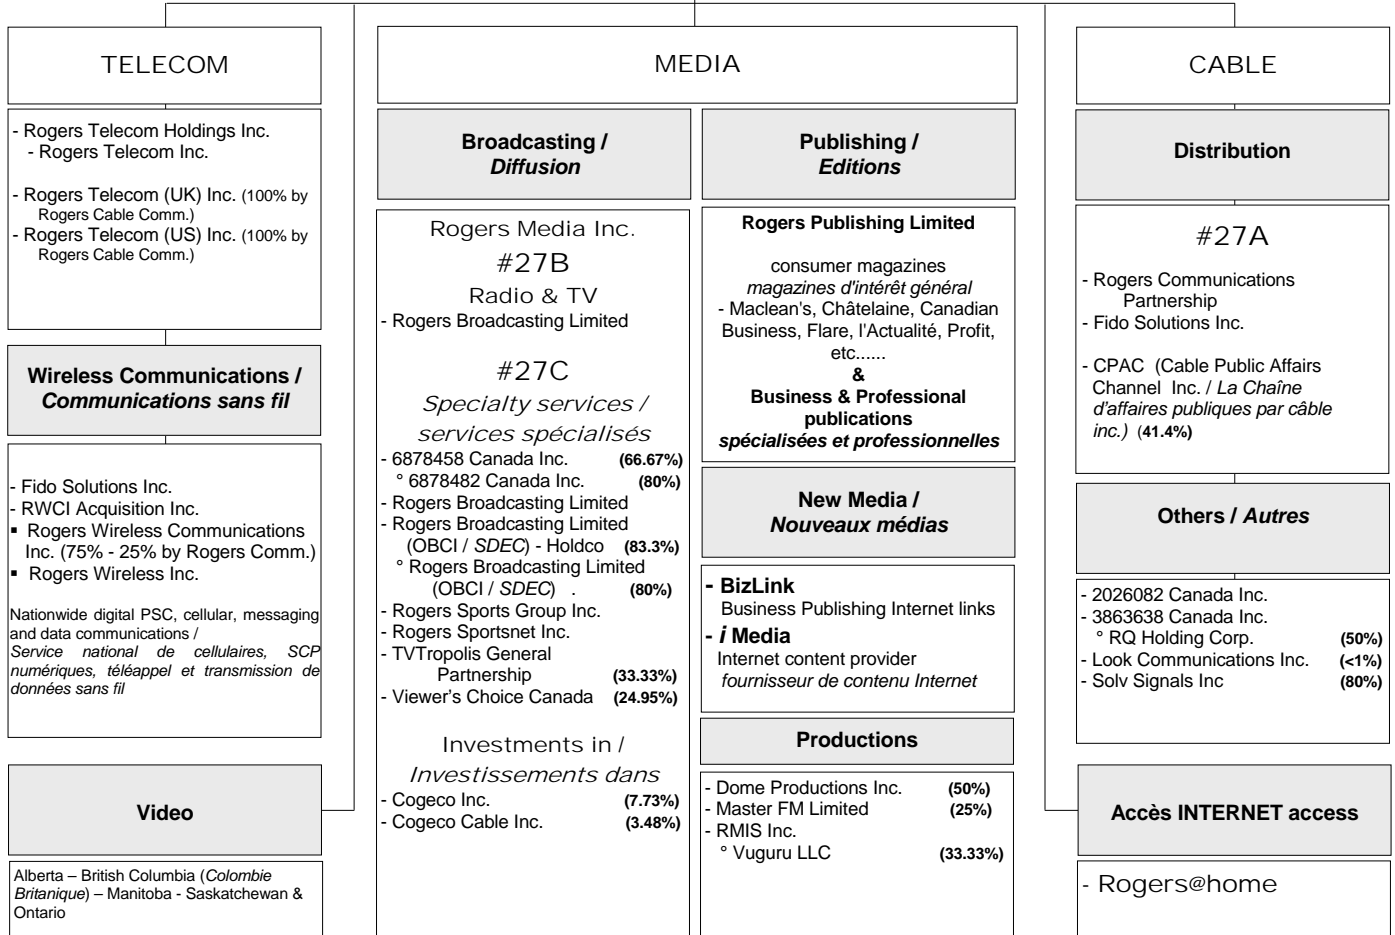 TELECOM
- Rogers Telecom Holdings Inc.
- Rogers Telecom Inc.
- Rogers Telecom (UK) Inc. (100% by
Rogers Cable Comm.)
- Rogers Telecom (US) Inc. (100% by
Rogers Cable Comm.)
Wireless Communications /
Communications sans fil
- Fido Solutions Inc.
- RWCI Acquisition Inc.
▪ Rogers Wireless Communications
Inc. (75% - 25% by Rogers Comm.)
▪ Rogers Wireless Inc.
Nationwide digital PSC, cellular, messaging
and data communications /
Service national de cellulaires, SCP
numériques, téléappel et transmission de
données sans fil
Video
Alberta – British Columbia (Colombie
Britanique) – Manitoba - Saskatchewan &
Ontario
MEDIA
Broadcasting /
Diffusion
Rogers Media Inc.
#27B
Radio & TV
- Rogers Broadcasting Limited
#27C
Specialty services /
services spécialisés
- 6878458 Canada Inc. (66.67%)
° 6878482 Canada Inc. (80%)
- Rogers Broadcasting Limited
- Rogers Broadcasting Limited
(OBCI / SDEC) - Holdco (83.3%)
° Rogers Broadcasting Limited
(OBCI / SDEC) . (80%)
- Rogers Sports Group Inc.
- Rogers Sportsnet Inc.
- TVTropolis General
Partnership (33.33%)
- Viewer's Choice Canada (24.95%)
Investments in /
Investissements dans
- Cogeco Inc. (7.73%)
- Cogeco Cable Inc. (3.48%)
Publishing /
Editions
Rogers Publishing Limited
consumer magazines
magazines d'intérêt général
- Maclean's, Châtelaine, Canadian
Business, Flare, l'Actualité, Profit,
etc......
&
Business & Professional
publications
spécialisées et professionnelles
New Media /
Nouveaux médias
- BizLink
Business Publishing Internet links
- i Media
Internet content provider
fournisseur de contenu Internet
Productions
- Dome Productions Inc. (50%)
- Master FM Limited (25%)
- RMIS Inc.
° Vuguru LLC (33.33%)
CABLE
Distribution
#27A
- Rogers Communications
Partnership
- Fido Solutions Inc.
- CPAC (Cable Public Affairs
Channel Inc. / La Chaîne
d'affaires publiques par câble
inc.) (41.4%)
Others / Autres
- 2026082 Canada Inc.
- 3863638 Canada Inc.
° RQ Holding Corp. (50%)
- Look Communications Inc. (<1%)
- Solv Signals Inc (80%)
Accès INTERNET access
- Rogers@home